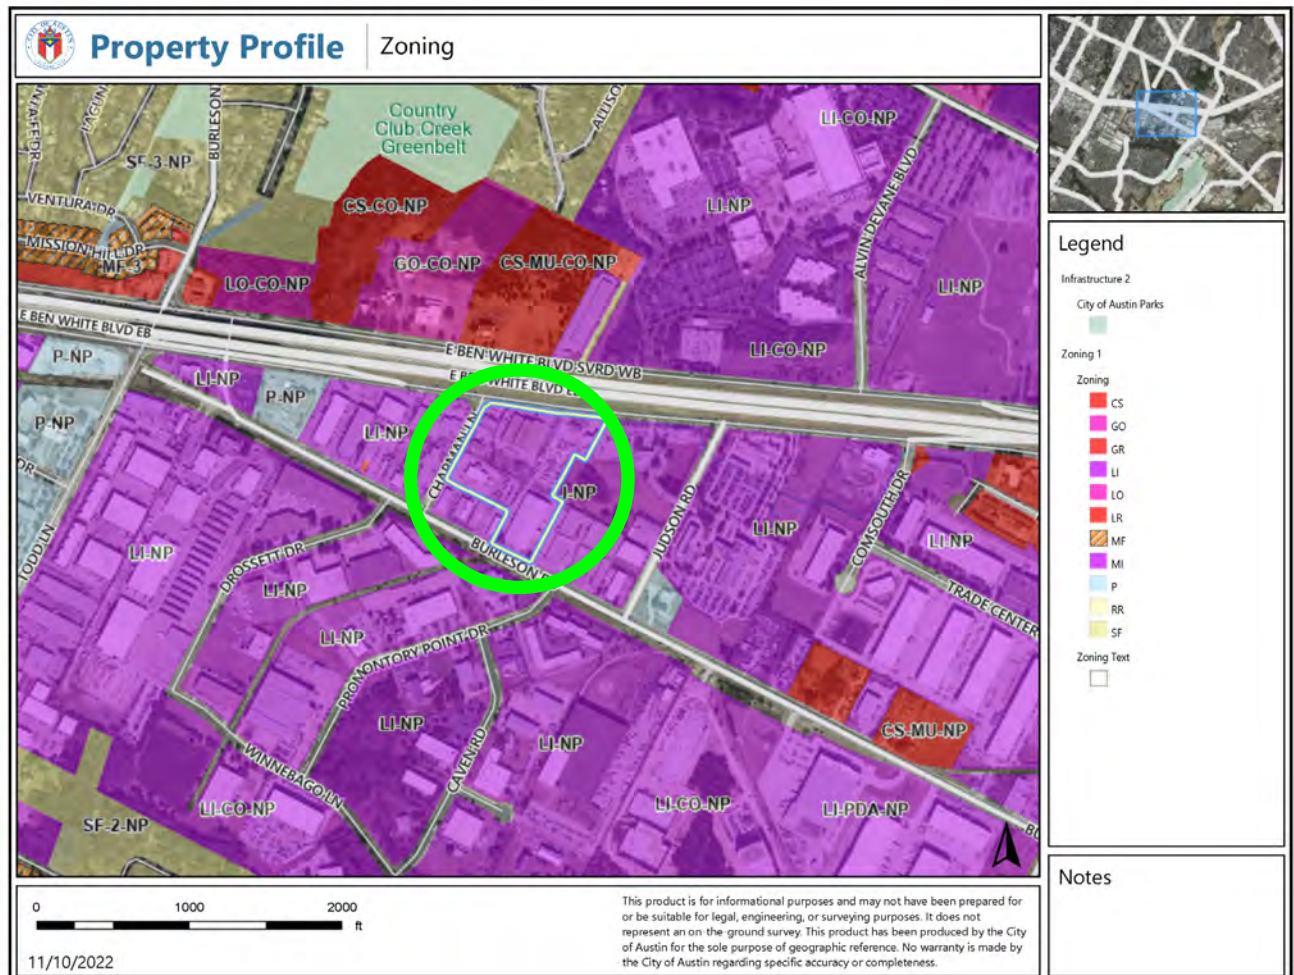 Property Profile
Zoning
Country
Club Creek
Greenbelt
ALLISO
LI-CO-NP
BURLESON
SF-3-NP
VENTURA DR
MISSION HILL DR
MF-3
CS-CO-NP
LI-NP
ALVIN DEVANE BLVD
GO-CO-NP
CS-MU-CO-NP
LO-CO-NP
LI-NP
E BEN WHITE BLVD EB
P-NP
E BEN WHITE BLVD SVRD WB
LI-CO-NP
LI-NP
P-NP
P-NP
LI-NP
CHAPMAN LN
I-NP
JUDSON RD
LI-NP
COMSOUTH DR
LI-NP
TODD LN
LI-NP
DROSSETT DR
BURLESON
TRADE CENTER
LI-NP
LI-NP
PROMONTORY POINT DR
LI-NP
CAVEN RD
LI-NP
CS-MU-NP
WINNEBAGO LN
LI-CO-NP
LI-CO-NP
LI-PDA-NP
SF-2-NP
Legend
Infrastructure 2
City of Austin Parks
Zoning 1
Zoning
CS
GO
GR
LI
LO
LR
MF
MI
P
RR
SF
Zoning Text
Notes
0 1000 2000
ft
11/10/2022
This product is for informational purposes and may not have been prepared for
or be suitable for legal, engineering, or surveying purposes. It does not
represent an on-the-ground survey. This product has been produced by the City
of Austin for the sole purpose of geographic reference. No warranty is made by
the City of Austin regarding specific accuracy or completeness.